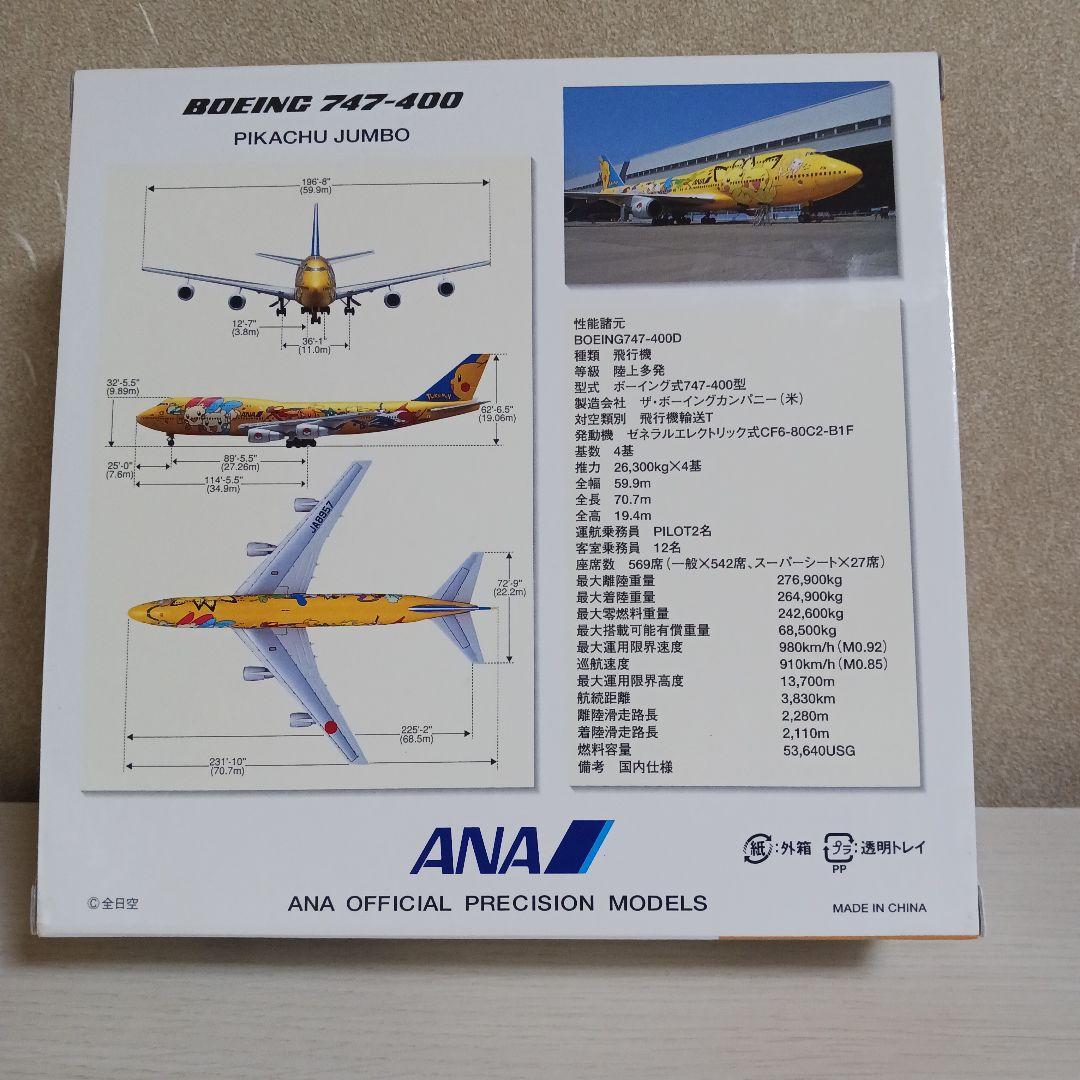 BOEING 747-400
PIKACHU JUMBO
196'-8"
(59.9m)
12'-7"
(3.8m)
36'-1"
(11.0m)
32'-5.5"
(9.89m)
ANA
Pokémon
62'-6.5"
(19.06m)
89'-5.5"
(27.26m)
25'-0"
(7.6m)
114'-5.5"
(34.9m)
JA8957
72'-9"
(22.2m)
225'-2"
(68.5m)
231'-10"
(70.7m)
ANA
性能諸元
BOEING747-400D
種類 飛行機
等級 陸上多発
型式 ボーイング式747-400型
製造会社 ザ・ボーイングカンパニー(米)
対空類別 飛行機輸送T
発動機 ゼネラルエレクトリック式CF6-80C2-B1F
基数 4基
推力 26,300kg×4基
全幅 59.9m
全長 70.7m
全高 19.4m
運航乗務員 PILOT2名
客室乗務員 12名
座席数 569席(一般×542席、スーパーシート×27席)
最大離陸重量 276,900kg
最大着陸重量 264,900kg
最大零燃料重量 242,600kg
最大搭載可能有償重量 68,500kg
最大運用限界速度 980km/h(M0.92)
巡航速度 910km/h(M0.85)
最大運用限界高度 13,700m
航続距離 3,830km
離陸滑走路長 2,280m
着陸滑走路長 2,110m
燃料容量 53,640USG
備考 国内仕様
ANA
紙:外箱 プラ:透明トレイ
PP
©全日空
ANA OFFICIAL PRECISION MODELS
MADE IN CHINA